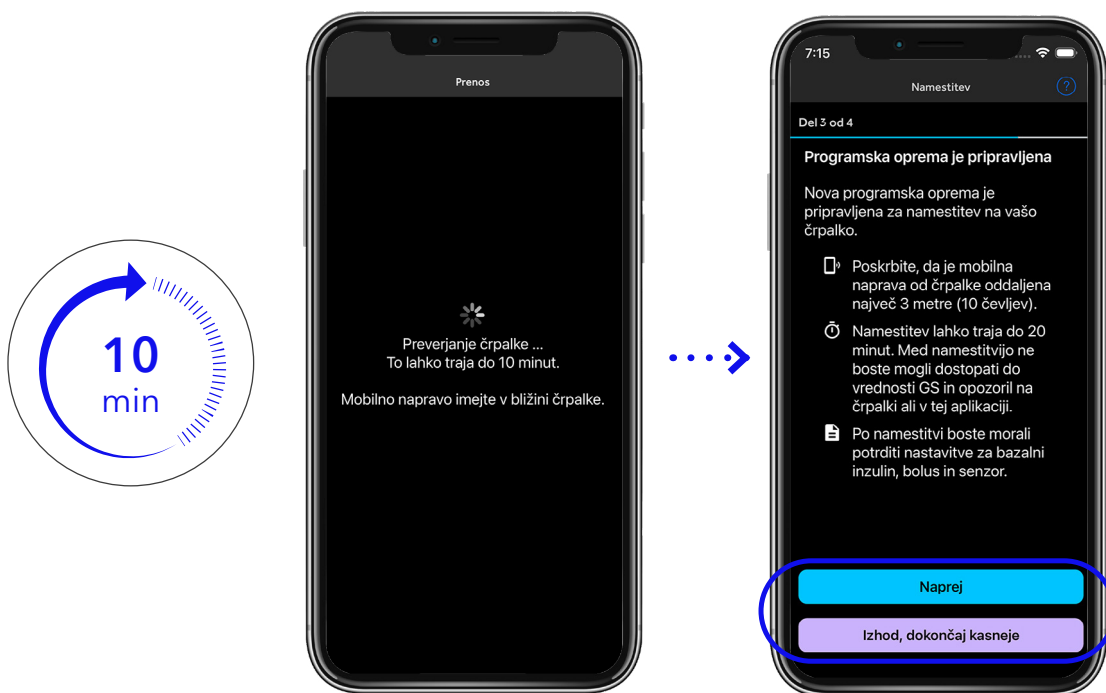 10
min
Prenos
Preverjanje črpalke ...
To lahko traja do 10 minut.
Mobilno napravo imejte v bližini črpalke.
7:15
Namestitev
?
Del 3 od 4
Programska oprema je pripravljena
Nova programska oprema je
pripravljena za namestitev na vašo
črpalko.
Poskrbite, da je mobilna
naprava od črpalke oddaljena
največ 3 metre (10 čevljev).
Namestitev lahko traja do 20
minut. Med namestitvijo ne
boste mogli dostopati do
vrednosti GS in opozoril na
črpalki ali v tej aplikaciji.
Po namestitvi boste morali
potrditi nastavitve za bazalni
inzulin, bolus in senzor.
Naprej
Izhod, dokončaj kasneje